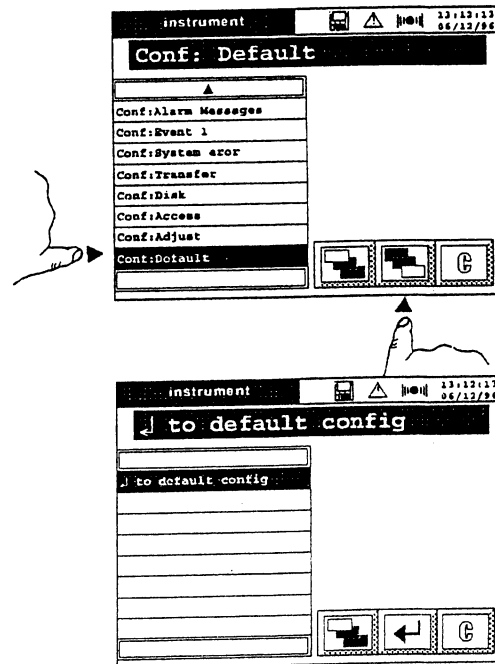 instrument
13:12:13
06/12/96
Conf: Default
Conf:Alarm Messages
Conf:Event 1
Conf:System eror
Conf:Transfer
Conf:Disk
Conf:Access
Conf:Adjust
Conf:Default
C
instrument
13:12:17
06/12/96
↵ to default config
↵ to default config
C